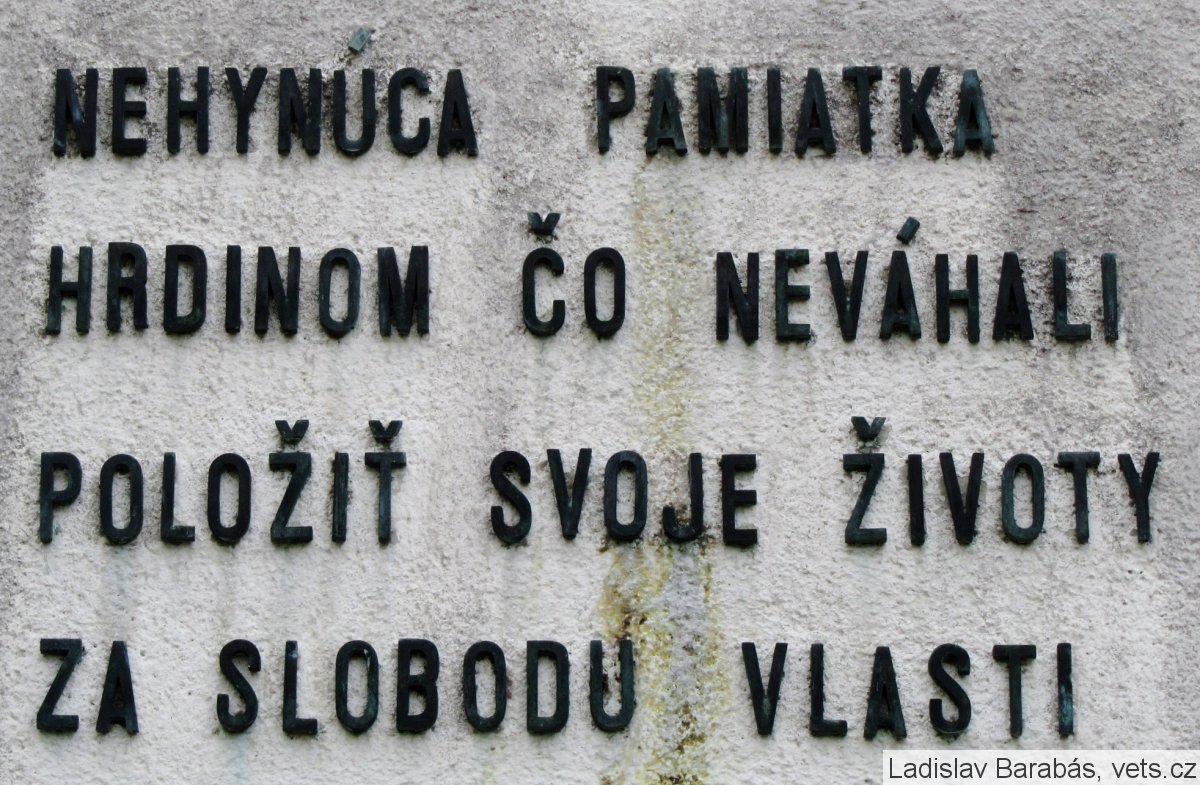 NEHYNÚCA PAMIATKA
HRDINOM ČO NEVÁHALI
POLOŽIŤ SVOJE ŽIVOTY
ZA SLOBODU VLASTI
Ladislav Barabás, vets.cz